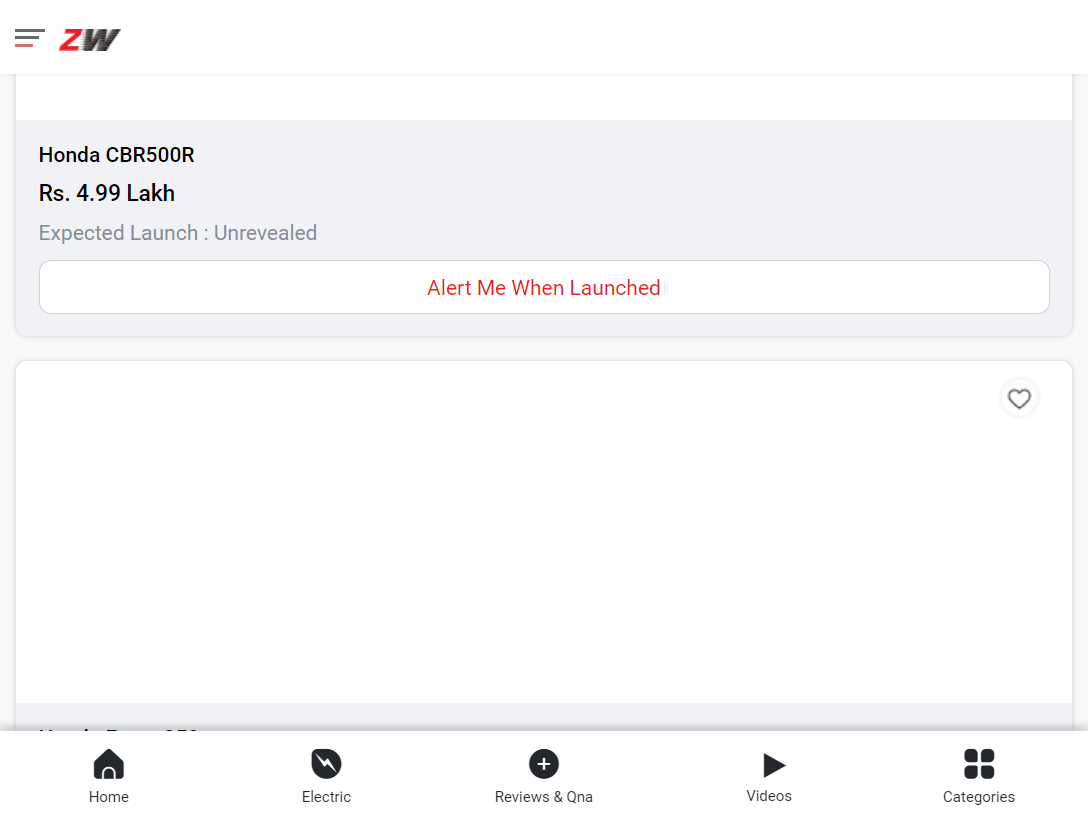 ZW
Honda CBR500R
Rs. 4.99 Lakh
Expected Launch : Unrevealed
Alert Me When Launched
Home
Electric
Reviews & Qna
Videos
Categories